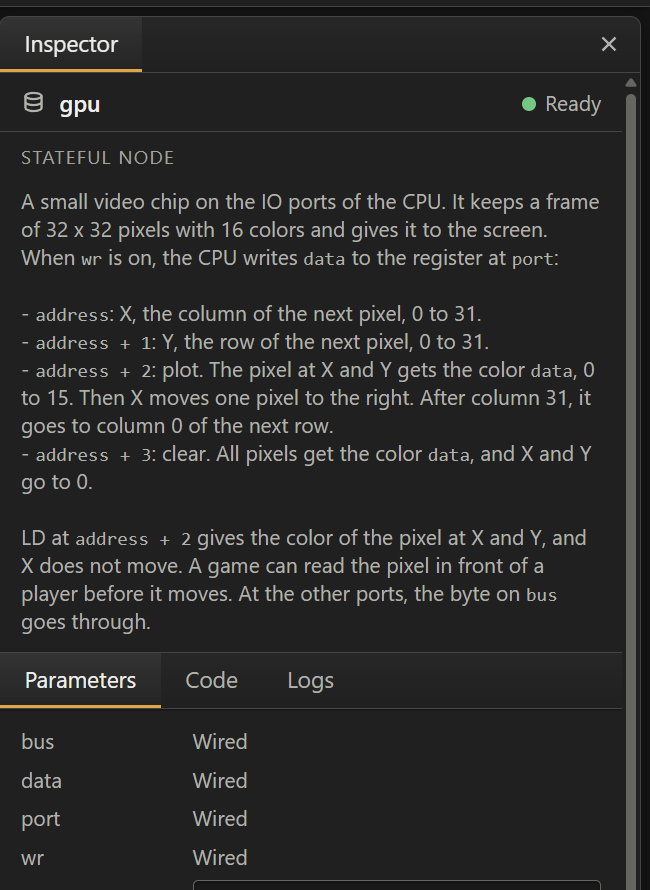 Inspector
gpu
Ready
STATEFUL NODE
A small video chip on the IO ports of the CPU. It keeps a frame
of 32 x 32 pixels with 16 colors and gives it to the screen.
When wr is on, the CPU writes data to the register at port:
- address: X, the column of the next pixel, 0 to 31.
- address + 1: Y, the row of the next pixel, 0 to 31.
- address + 2: plot. The pixel at X and Y gets the color data, 0
to 15. Then X moves one pixel to the right. After column 31, it
goes to column 0 of the next row.
- address + 3: clear. All pixels get the color data, and X and Y
go to 0.
LD at address + 2 gives the color of the pixel at X and Y, and
X does not move. A game can read the pixel in front of a
player before it moves. At the other ports, the byte on bus
goes through.
Parameters Code Logs
bus Wired
data Wired
port Wired
wr Wired